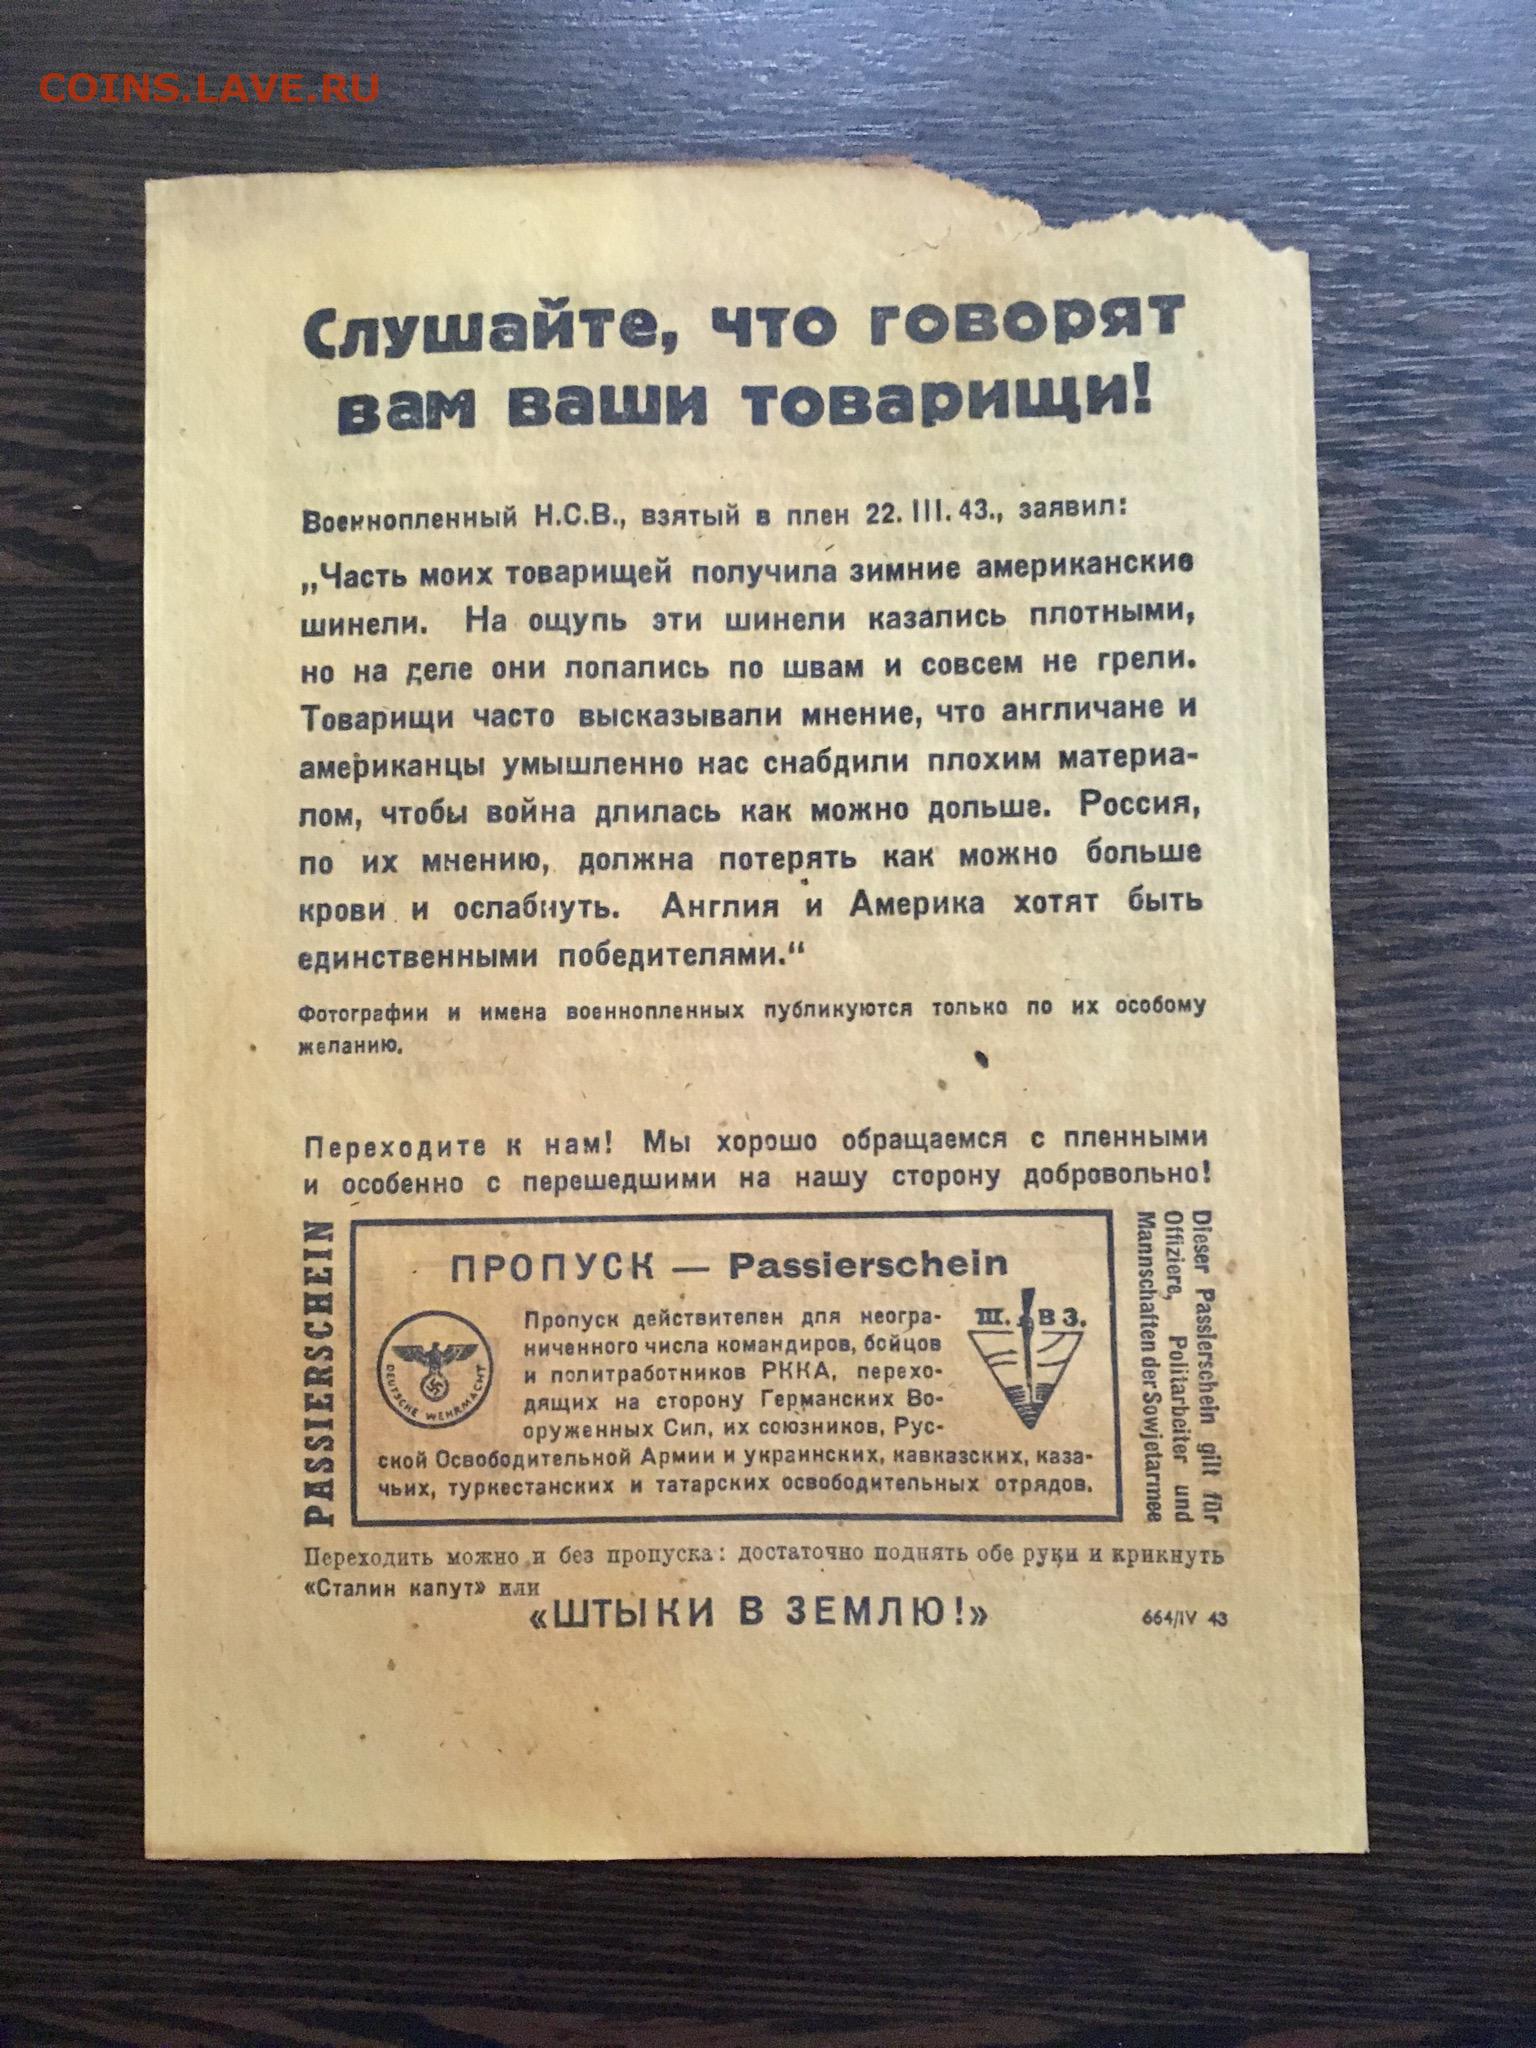 COINS.LAVE.RU
Слушайте, что говорят
вам ваши товарищи!
Военнопленный Н.С.В., взятый в плен 22. III. 43., заявил:
„Часть моих товарищей получила зимние американские
шинели. На ощупь эти шинели казались плотными,
но на деле они лопались по швам и совсем не грели.
Товарищи часто высказывали мнение, что англичане и
американцы умышленно нас снабдили плохим материа-
лом, чтобы война длилась как можно дольше. Россия,
по их мнению, должна потерять как можно больше
крови и ослабнуть. Англия и Америка хотят быть
единственными победителями.“
Фотографии и имена военнопленных публикуются только по их особому
желанию.
Переходите к нам! Мы хорошо обращаемся с пленными
и особенно с перешедшими на нашу сторону добровольно!
PASSIERSCHEIN
ПРОПУСК — Passierschein
DEUTSCHE WEHRMACHT
Пропуск действителен для неогра-
ниченного числа командиров, бойцов
и политработников РККА, перехо-
дящих на сторону Германских Во-
оруженных Сил, их союзников, Рус-
ской Освободительной Армии и украинских, кавказских, каза-
чьих, туркестанских и татарских освободительных отрядов.
Ш. В З.
Dieser Passierschein gilt für
Offiziere, Politarbeiter und
Mannschaften der Sowjetarmee
Переходить можно и без пропуска: достаточно поднять обе руки и крикнуть
«Сталин капут» или
«ШТЫКИ В ЗЕМЛЮ!»
664/IV 43